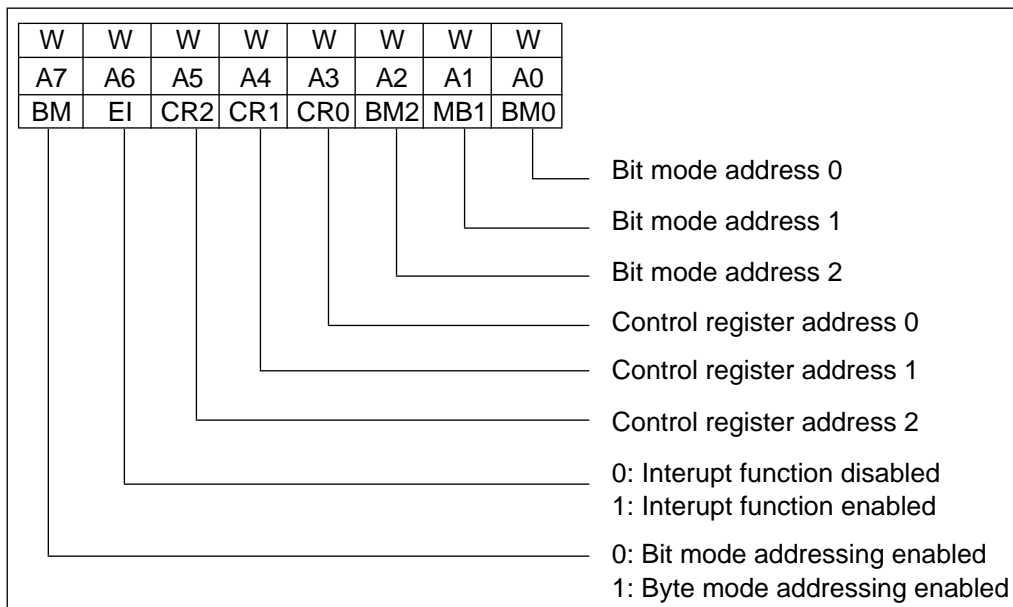 W W W W W W W W
A7 A6 A5 A4 A3 A2 A1 A0
BM EI CR2 CR1 CR0 BM2 MB1 BM0
Bit mode address 0
Bit mode address 1
Bit mode address 2
Control register address 0
Control register address 1
Control register address 2
0: Interupt function disabled
1: Interupt function enabled
0: Bit mode addressing enabled
1: Byte mode addressing enabled